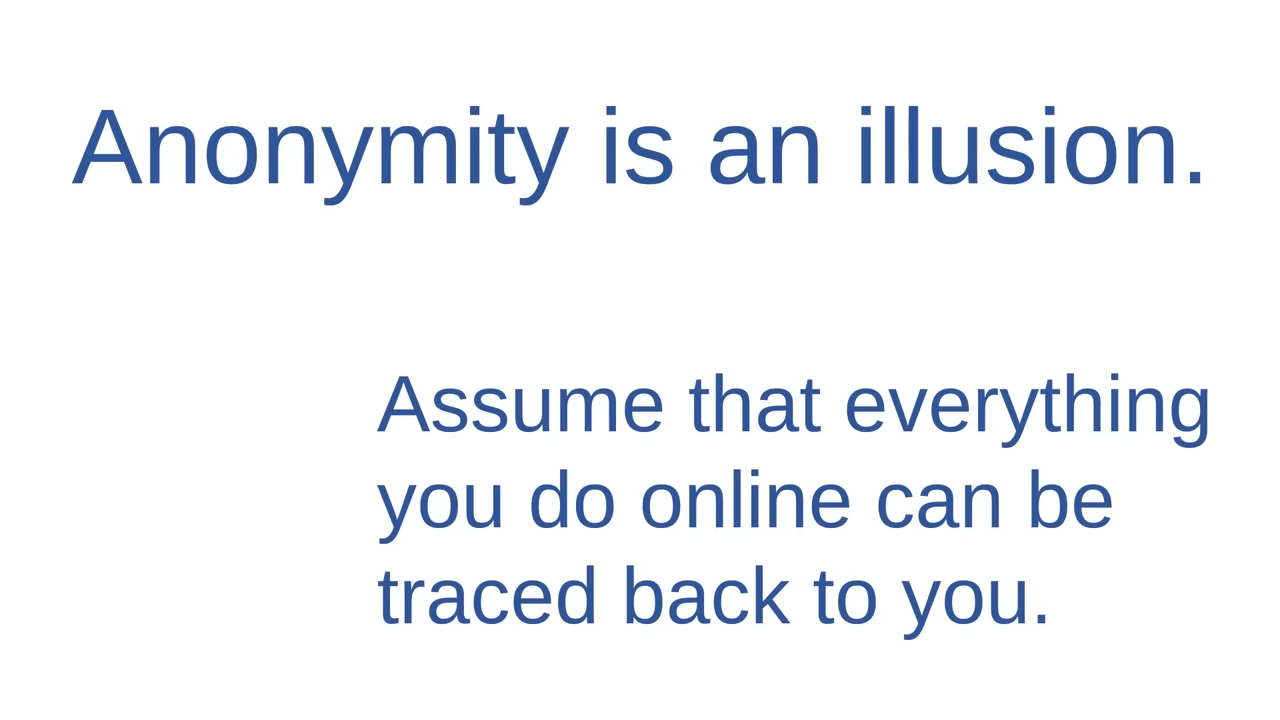 Anonymity is an illusion.
Assume that everything
you do online can be
traced back to you.